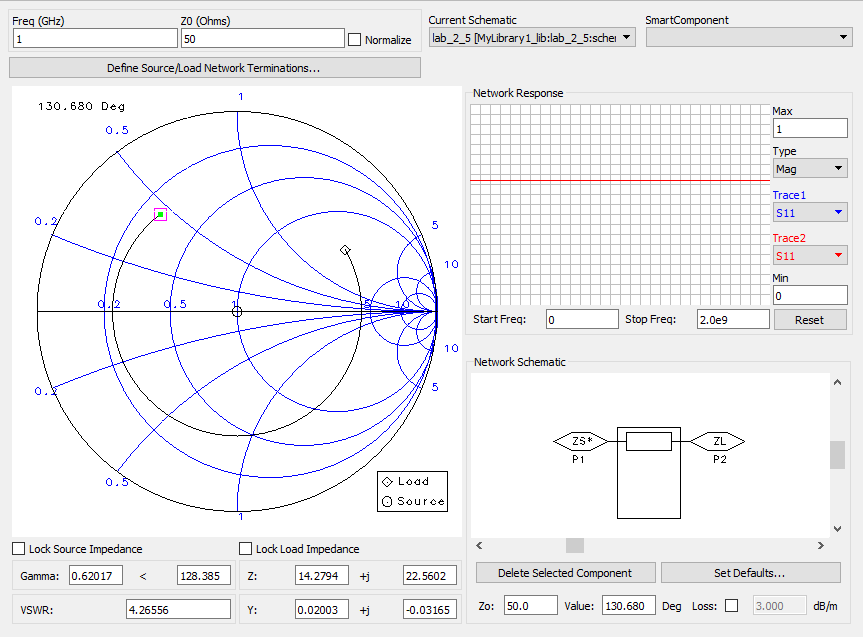 Freq (GHz) Z0 (Ohms)
1 50 Normalize
Define Source/Load Network Terminations...
Current Schematic SmartComponent
lab_2_5 [MyLibrary1_lib:lab_2_5:scher
130.680 Deg
1
0.5
0.2
5
10
0.2 0.5 1 5 10
10
5
0.2
0.5
1
Load
Source
Network Response
Max
1
Type
Mag
Trace1
S11
Trace2
S11
Min
0
Start Freq: 0 Stop Freq: 2.0e9 Reset
Network Schematic
ZS* ZL
P1 P2
Delete Selected Component Set Defaults...
Zo: 50.0 Value: 130.680 Deg Loss: 3.000 dB/m
Lock Source Impedance Lock Load Impedance
Gamma: 0.62017 < 128.385 Z: 14.2794 +j 22.5602
VSWR: 4.26556 Y: 0.02003 +j -0.03165